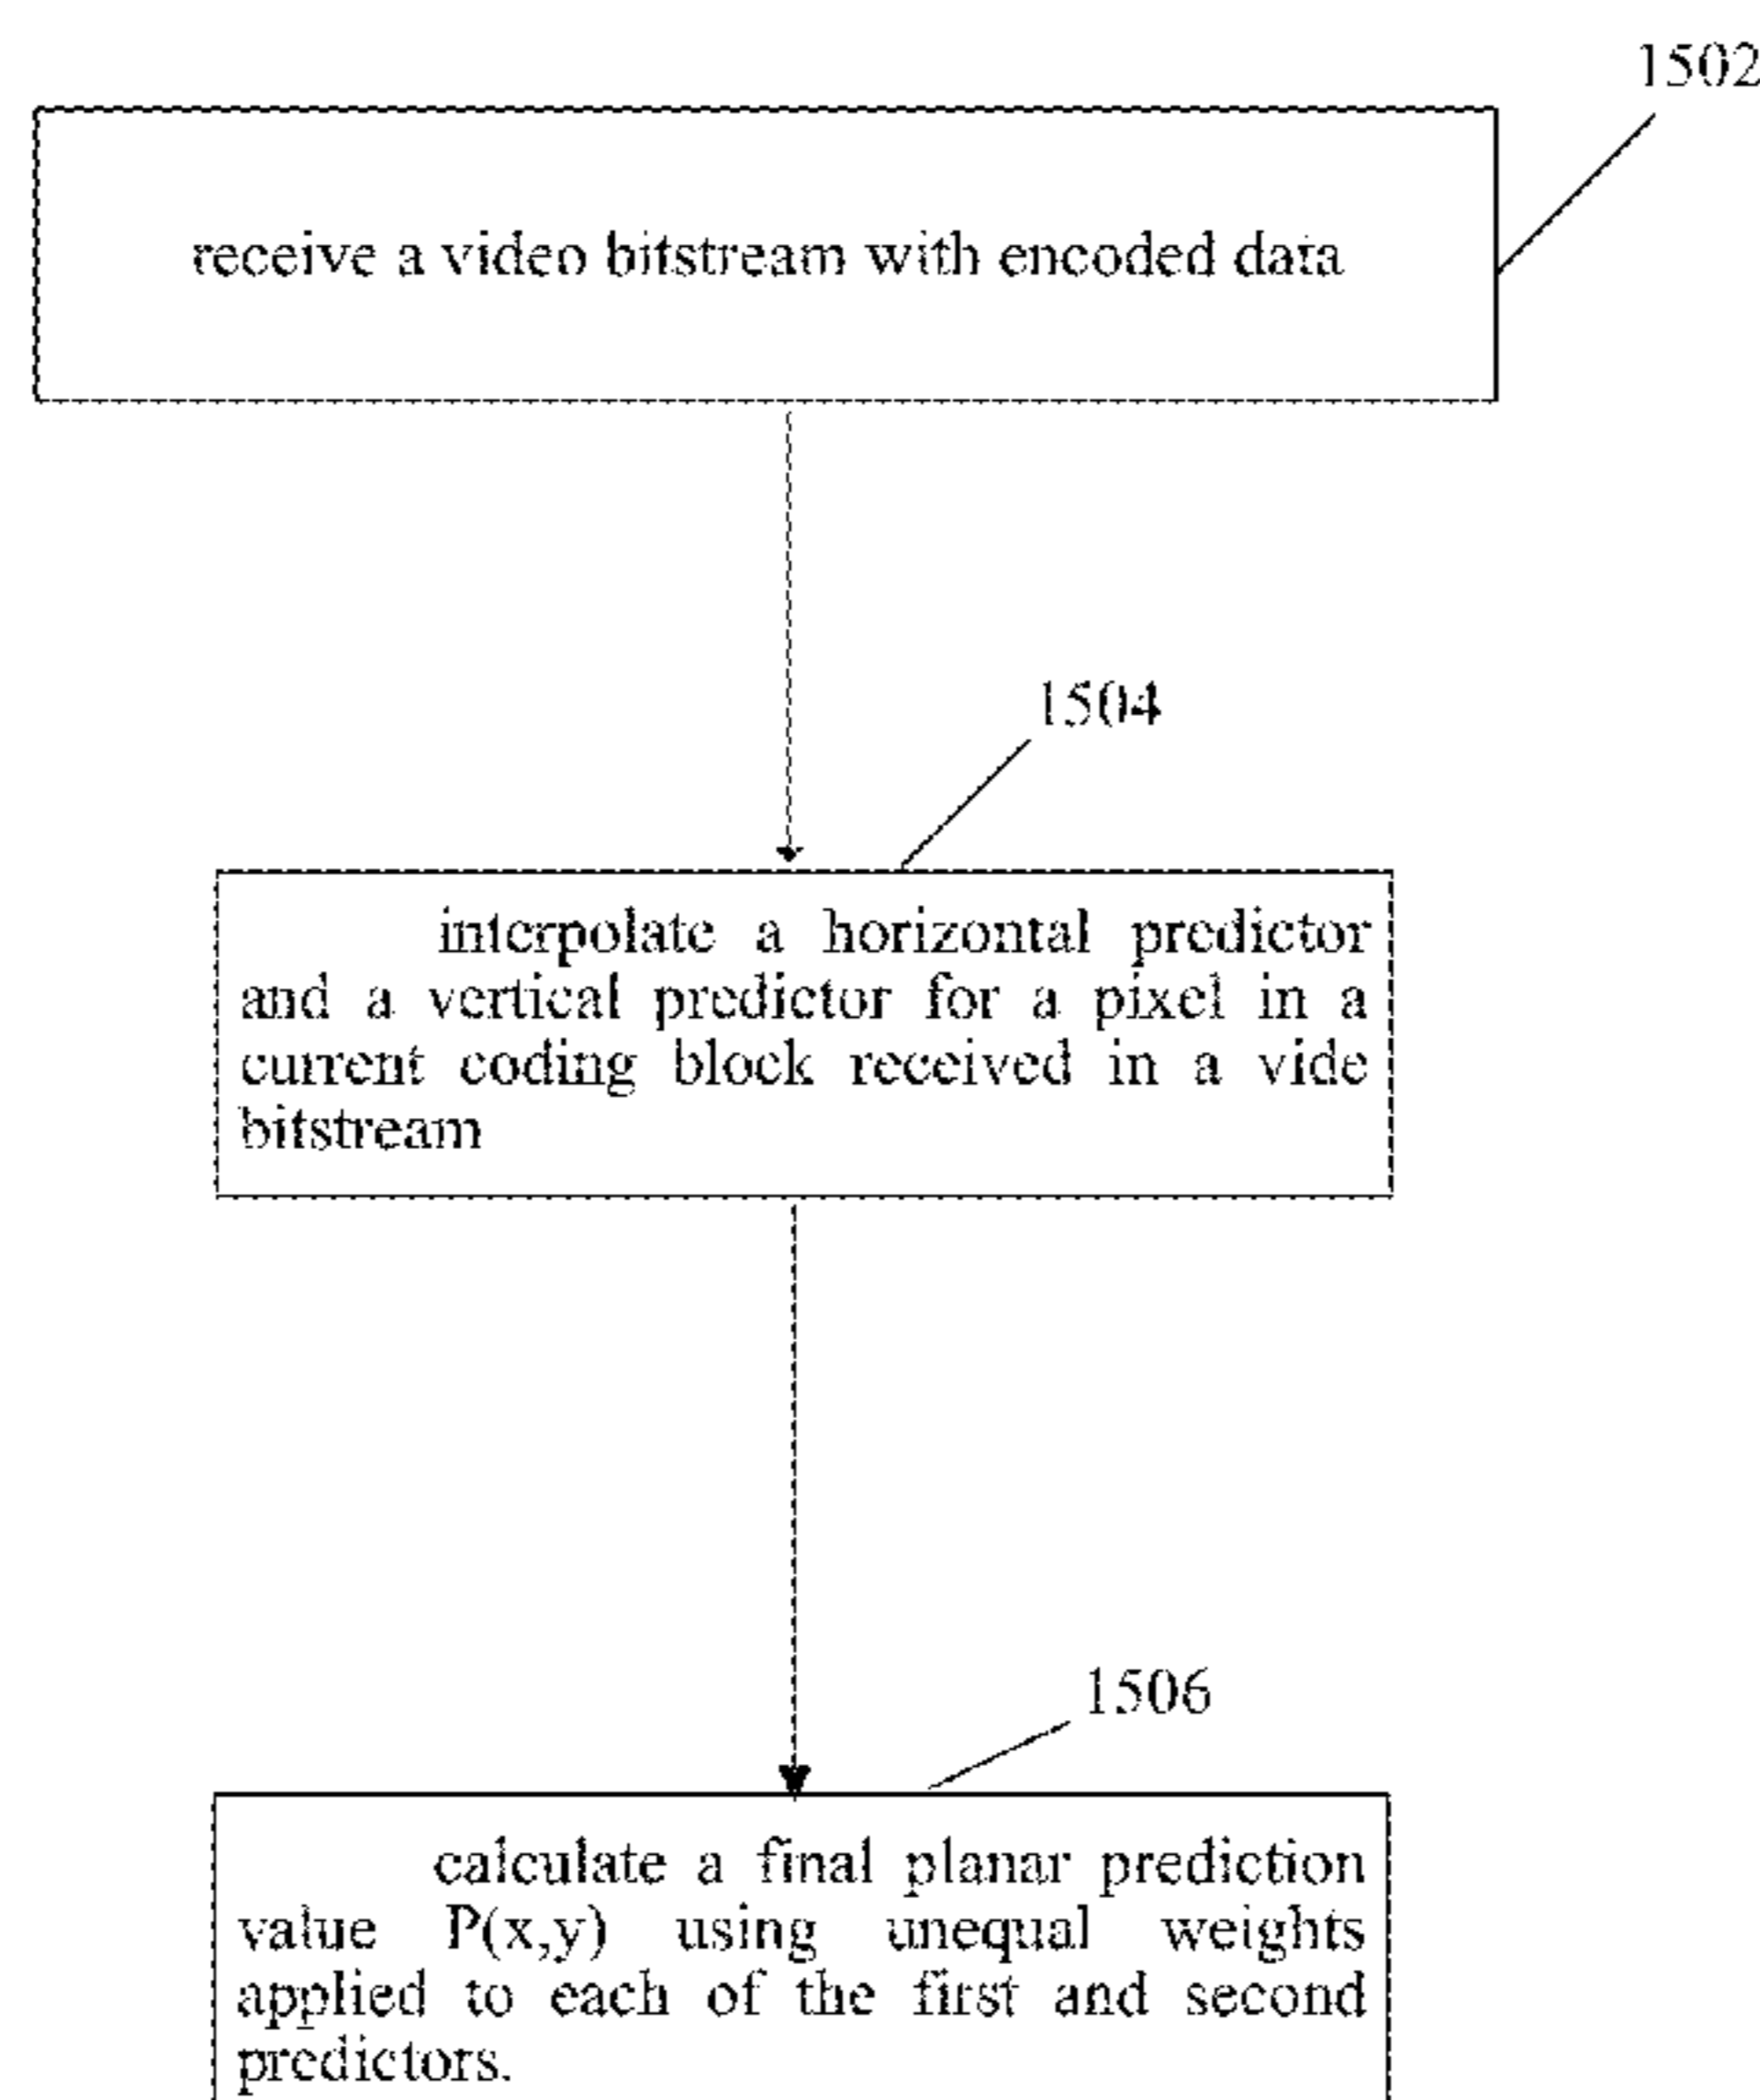 1502
receive a video bitstream with encoded data
1504
interpolate a horizontal predictor
and a vertical predictor for a pixel in a
current coding block received in a vide
bitstream
1506
calculate a final planar prediction
value P(x,y) using unequal weights
applied to each of the first and second
predictors.